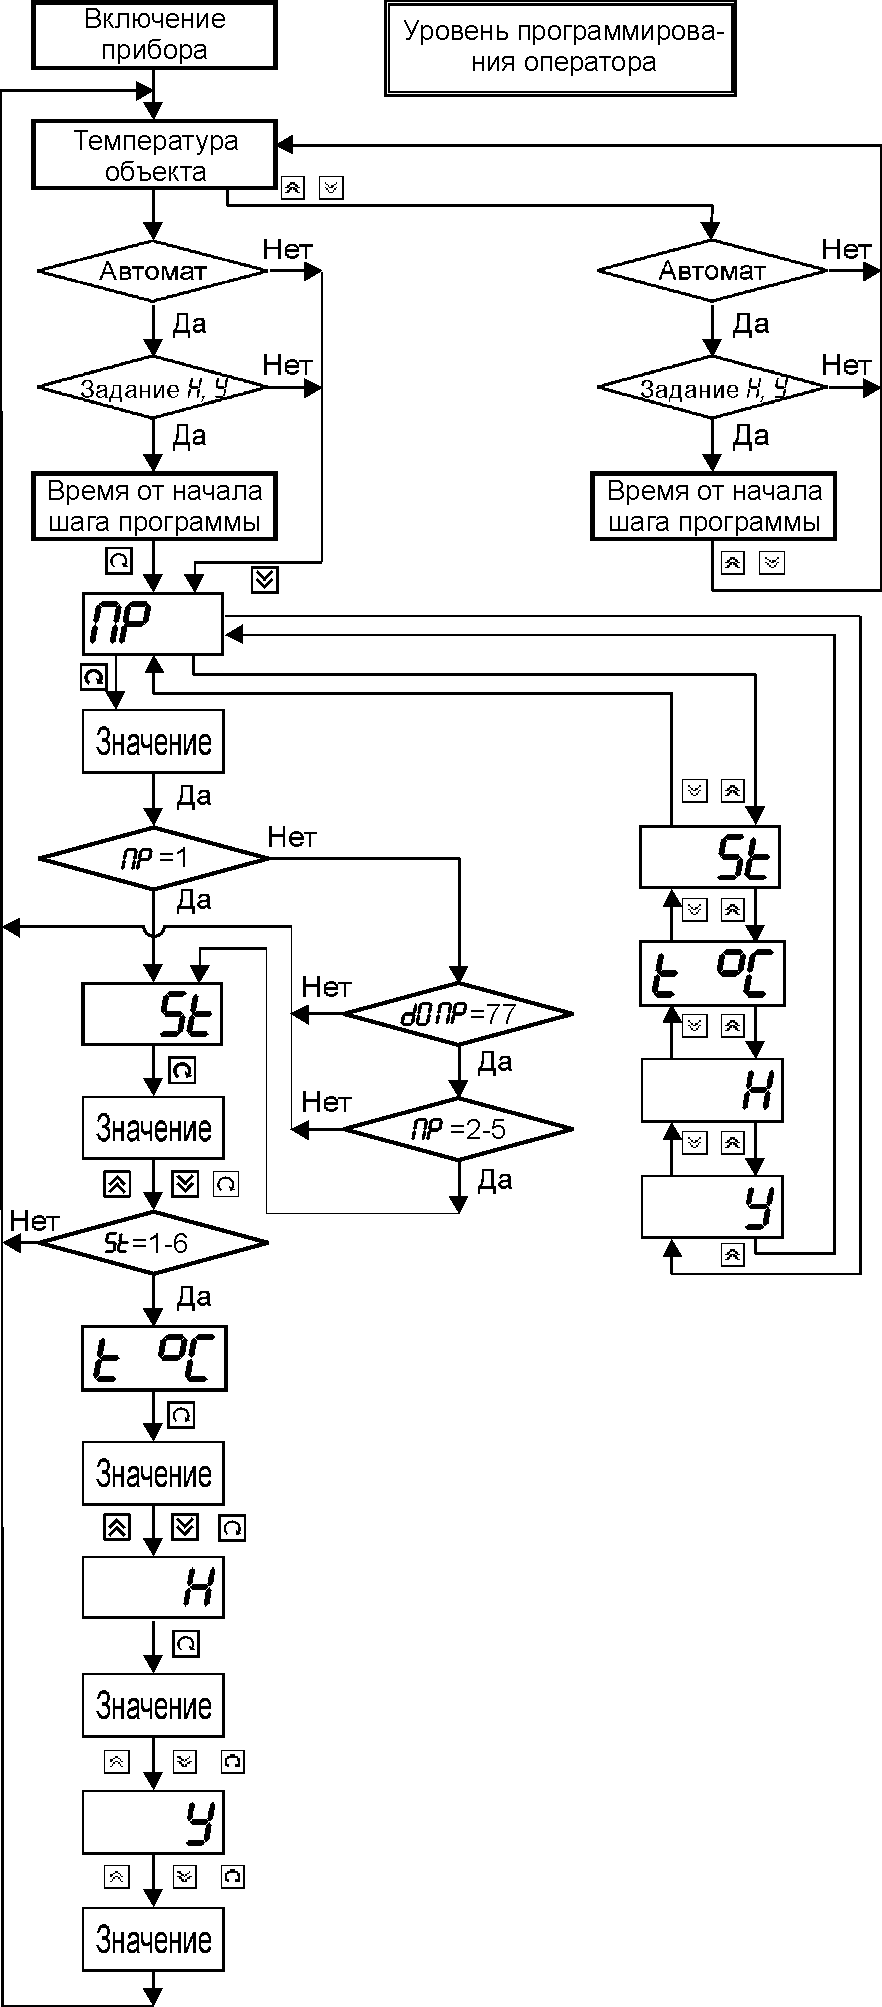 Включение
прибора
Уровень программирова-
ния оператора
Температура
объекта
Автомат
Нет
Да
Задание H, У
Нет
Да
Время от начала
шага программы
Автомат
Нет
Да
Задание H, У
Нет
Да
Время от начала
шага программы
ПР
Значение
Да
ПР =1
Нет
Да
St
Значение
dОПР=77
Нет
Да
ПР =2-5
Нет
Да
St
t °C
H
У
St=1-6
Нет
Да
t °C
Значение
H
Значение
У
Значение